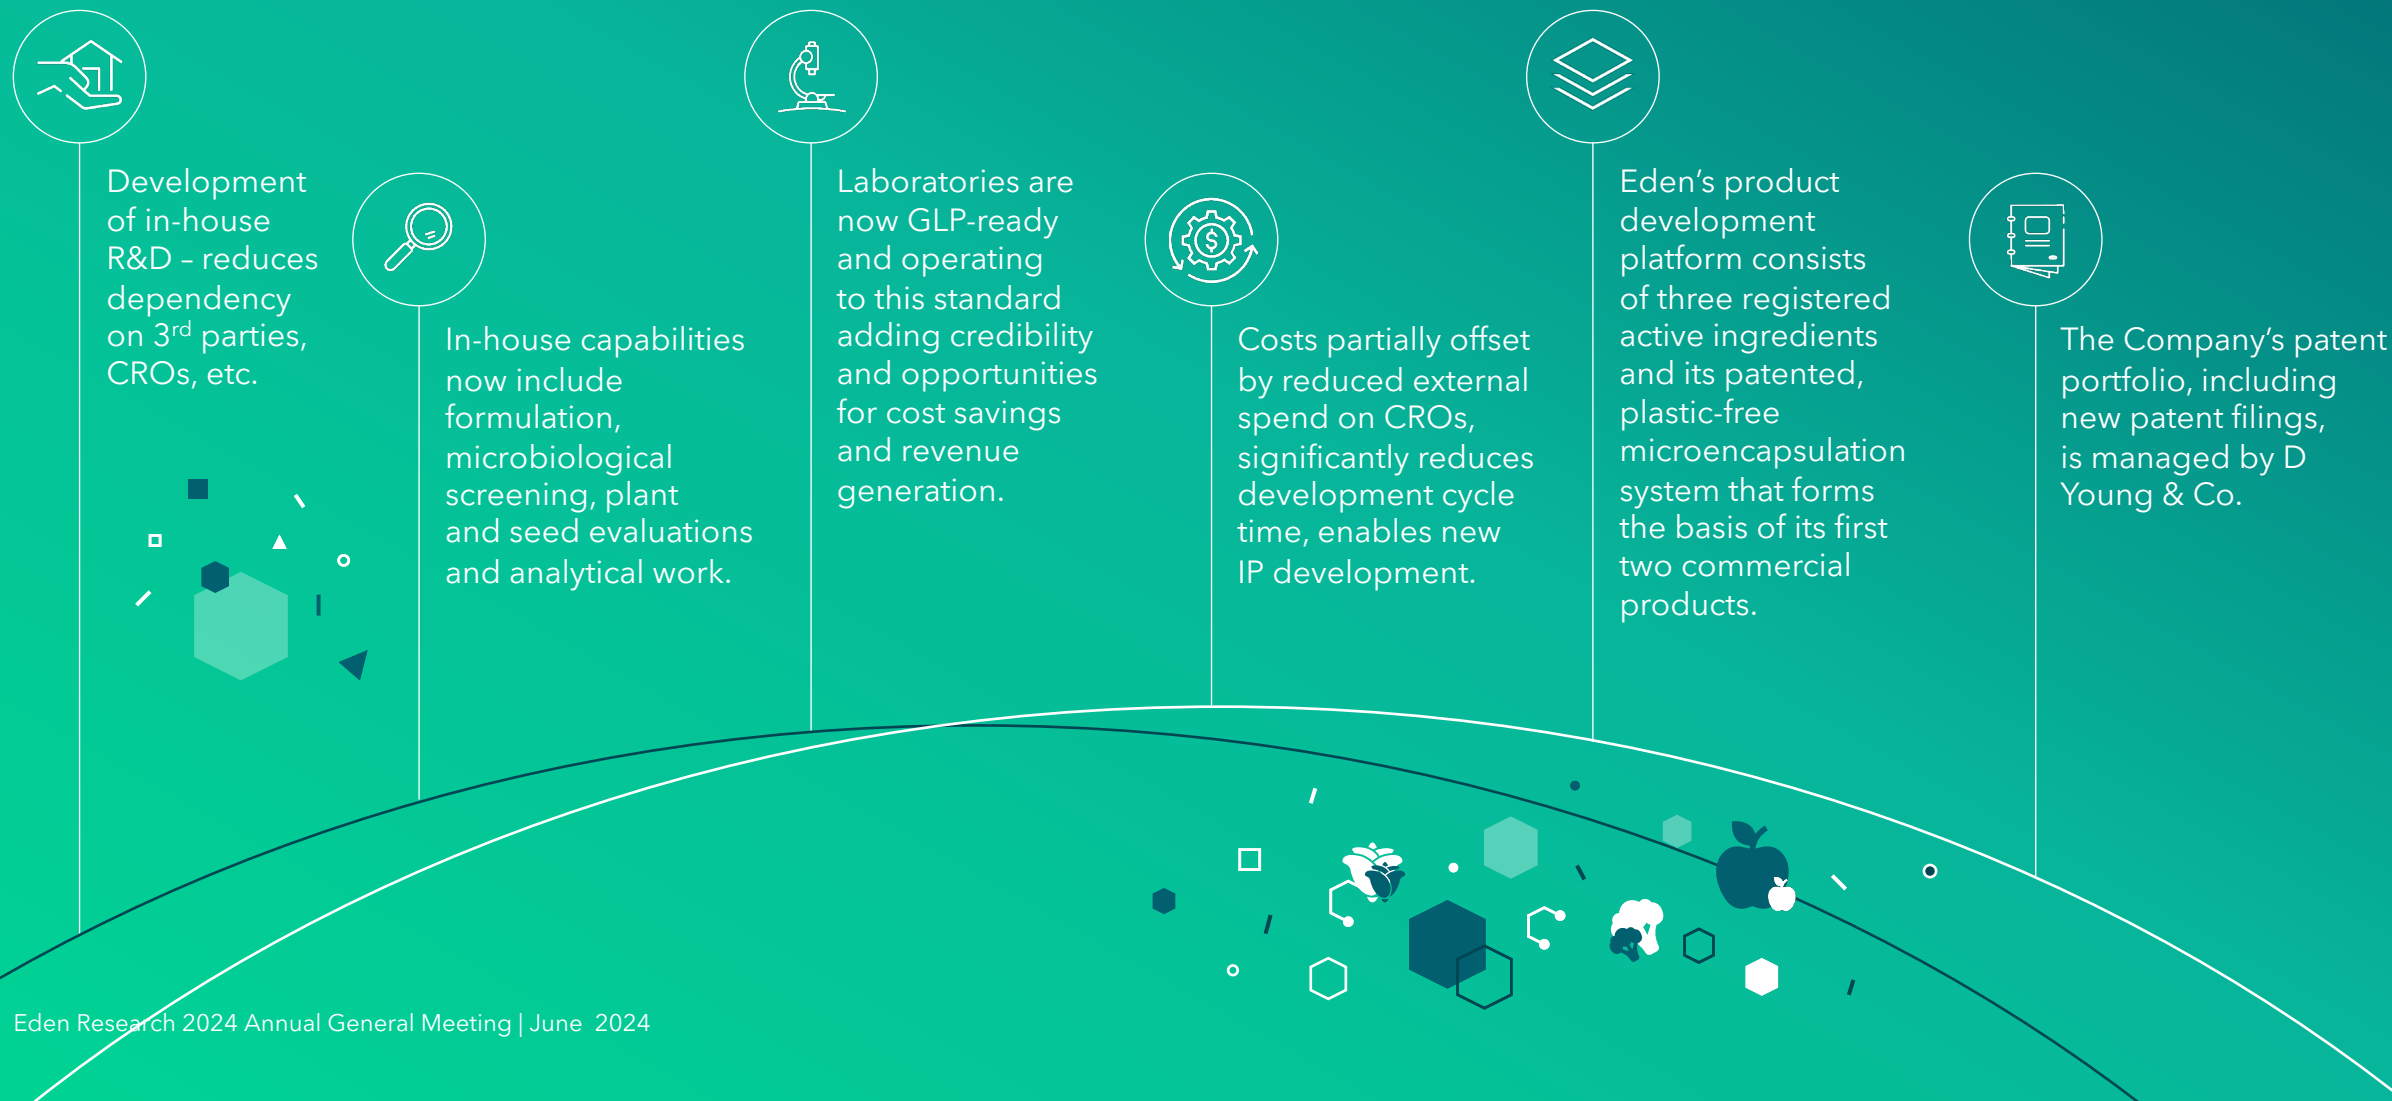 Development
of in-house
R&D – reduces
dependency
on 3rd parties,
CROs, etc.
In-house capabilities
now include
formulation,
microbiological
screening, plant
and seed evaluations
and analytical work.
Laboratories are
now GLP-ready
and operating
to this standard
adding credibility
and opportunities
for cost savings
and revenue
generation.
Costs partially offset
by reduced external
spend on CROs,
significantly reduces
development cycle
time, enables new
IP development.
Eden’s product
development
platform consists
of three registered
active ingredients
and its patented,
plastic-free
microencapsulation
system that forms
the basis of its first
two commercial
products.
The Company’s patent
portfolio, including
new patent filings,
is managed by D
Young & Co.
$
Eden Research 2024 Annual General Meeting | June 2024